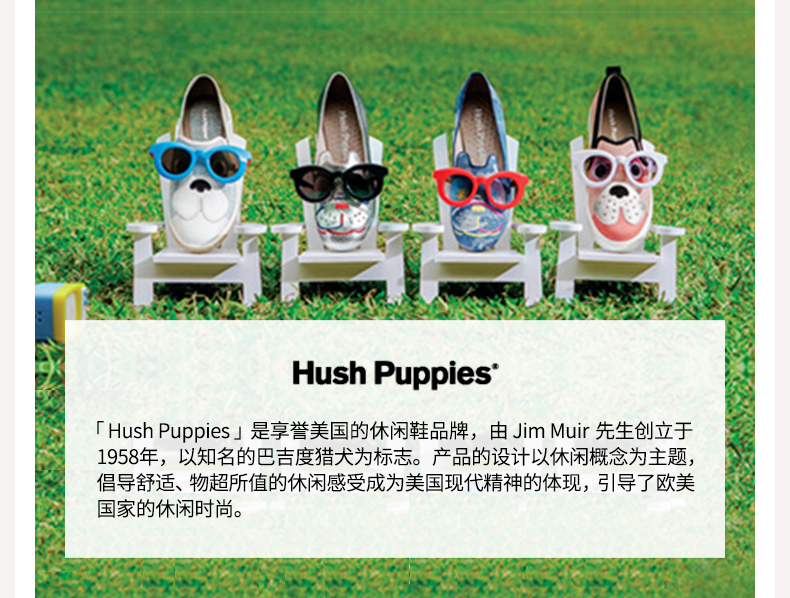 Hush Puppies®
「Hush Puppies」是享誉美国的休闲鞋品牌，由 Jim Muir 先生创立于
1958年，以知名的巴吉度猎犬为标志。产品的设计以休闲概念为主题，
倡导舒适、物超所值的休闲感受成为美国现代精神的体现，引导了欧美
国家的休闲时尚。